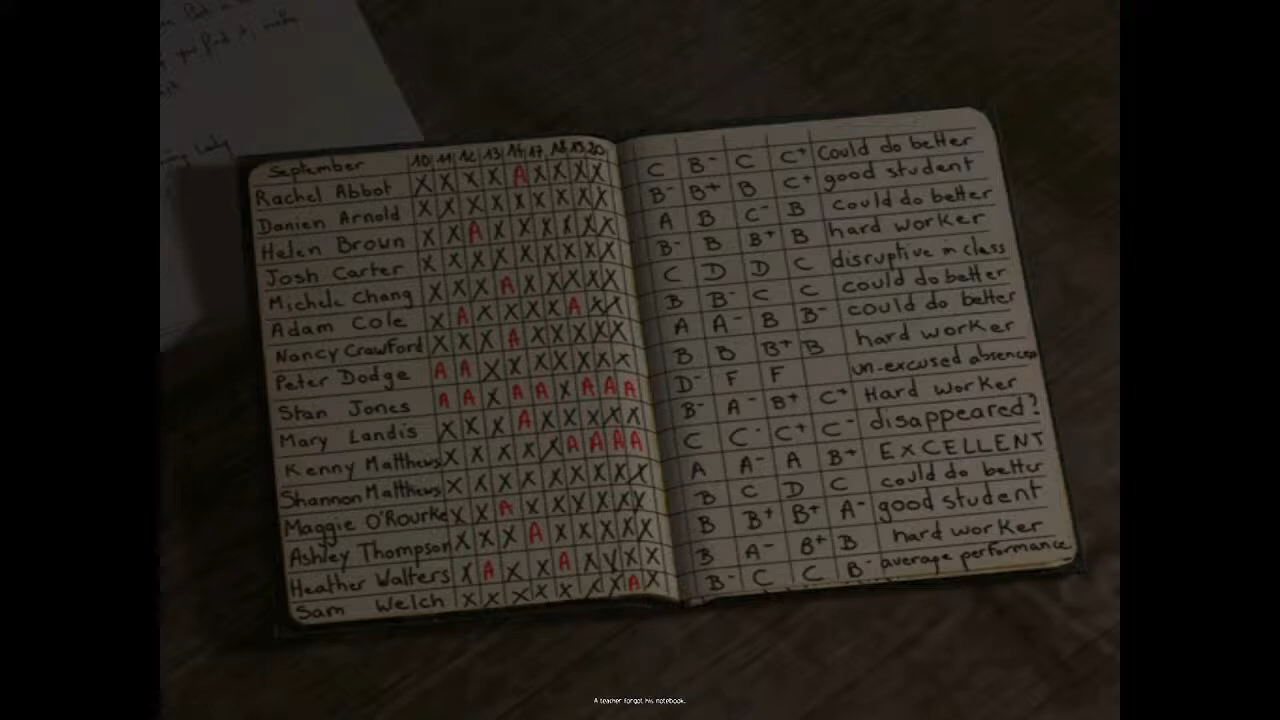 September 10 11 12 13 14 17 18 19 20
Rachel Abbot X X X X A X X X X C B- C C+ Could do better
Damien Arnold X X X X X X X X X B- B+ B C+ good student
Helen Brown X X A X X X X X X A B C- B could do better
Josh Carter X X X X X X X X X B- B B+ B hard worker
Michele Chang X X X A X X X X X C D D C disruptive in class
Adam Cole X A X X X X A X X B B- C C could do better
Nancy Crawford X X X A X X X X X A A- B B- could do better
Peter Dodge A A X X X X X X X B B B+ B hard worker
Stan Jones A A X A A X A A A D- F F un-excused absences
Mary Landis X X X A X X X X X B- A- B+ C+ Hard worker
Kenny Matthews X X X X X A A A A C C- C+ C- disappeared?
Shannon Matthews X X X X X X X X X A A- A B+ EXCELLENT
Maggie O'Rourke X X A X X X X X X B C D C could do better
Ashley Thompson X X X A X X X X X B B+ B+ A- good student
Heather Walters X A X X A X X X X B A- B+ B hard worker
Sam Welch X X X X X X X A X B- C C B- average performance
A teacher forgot his notebook.